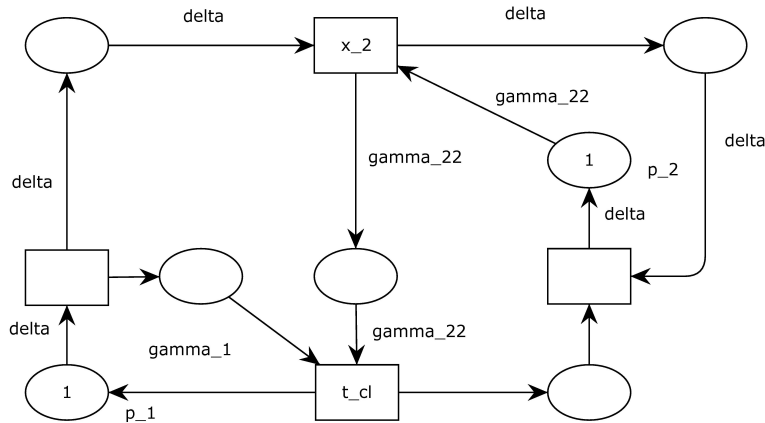 delta
delta
x_2
gamma_22
delta
gamma_22
1
p_2
delta
delta
delta
gamma_22
gamma_1
1
t_cl
p_1